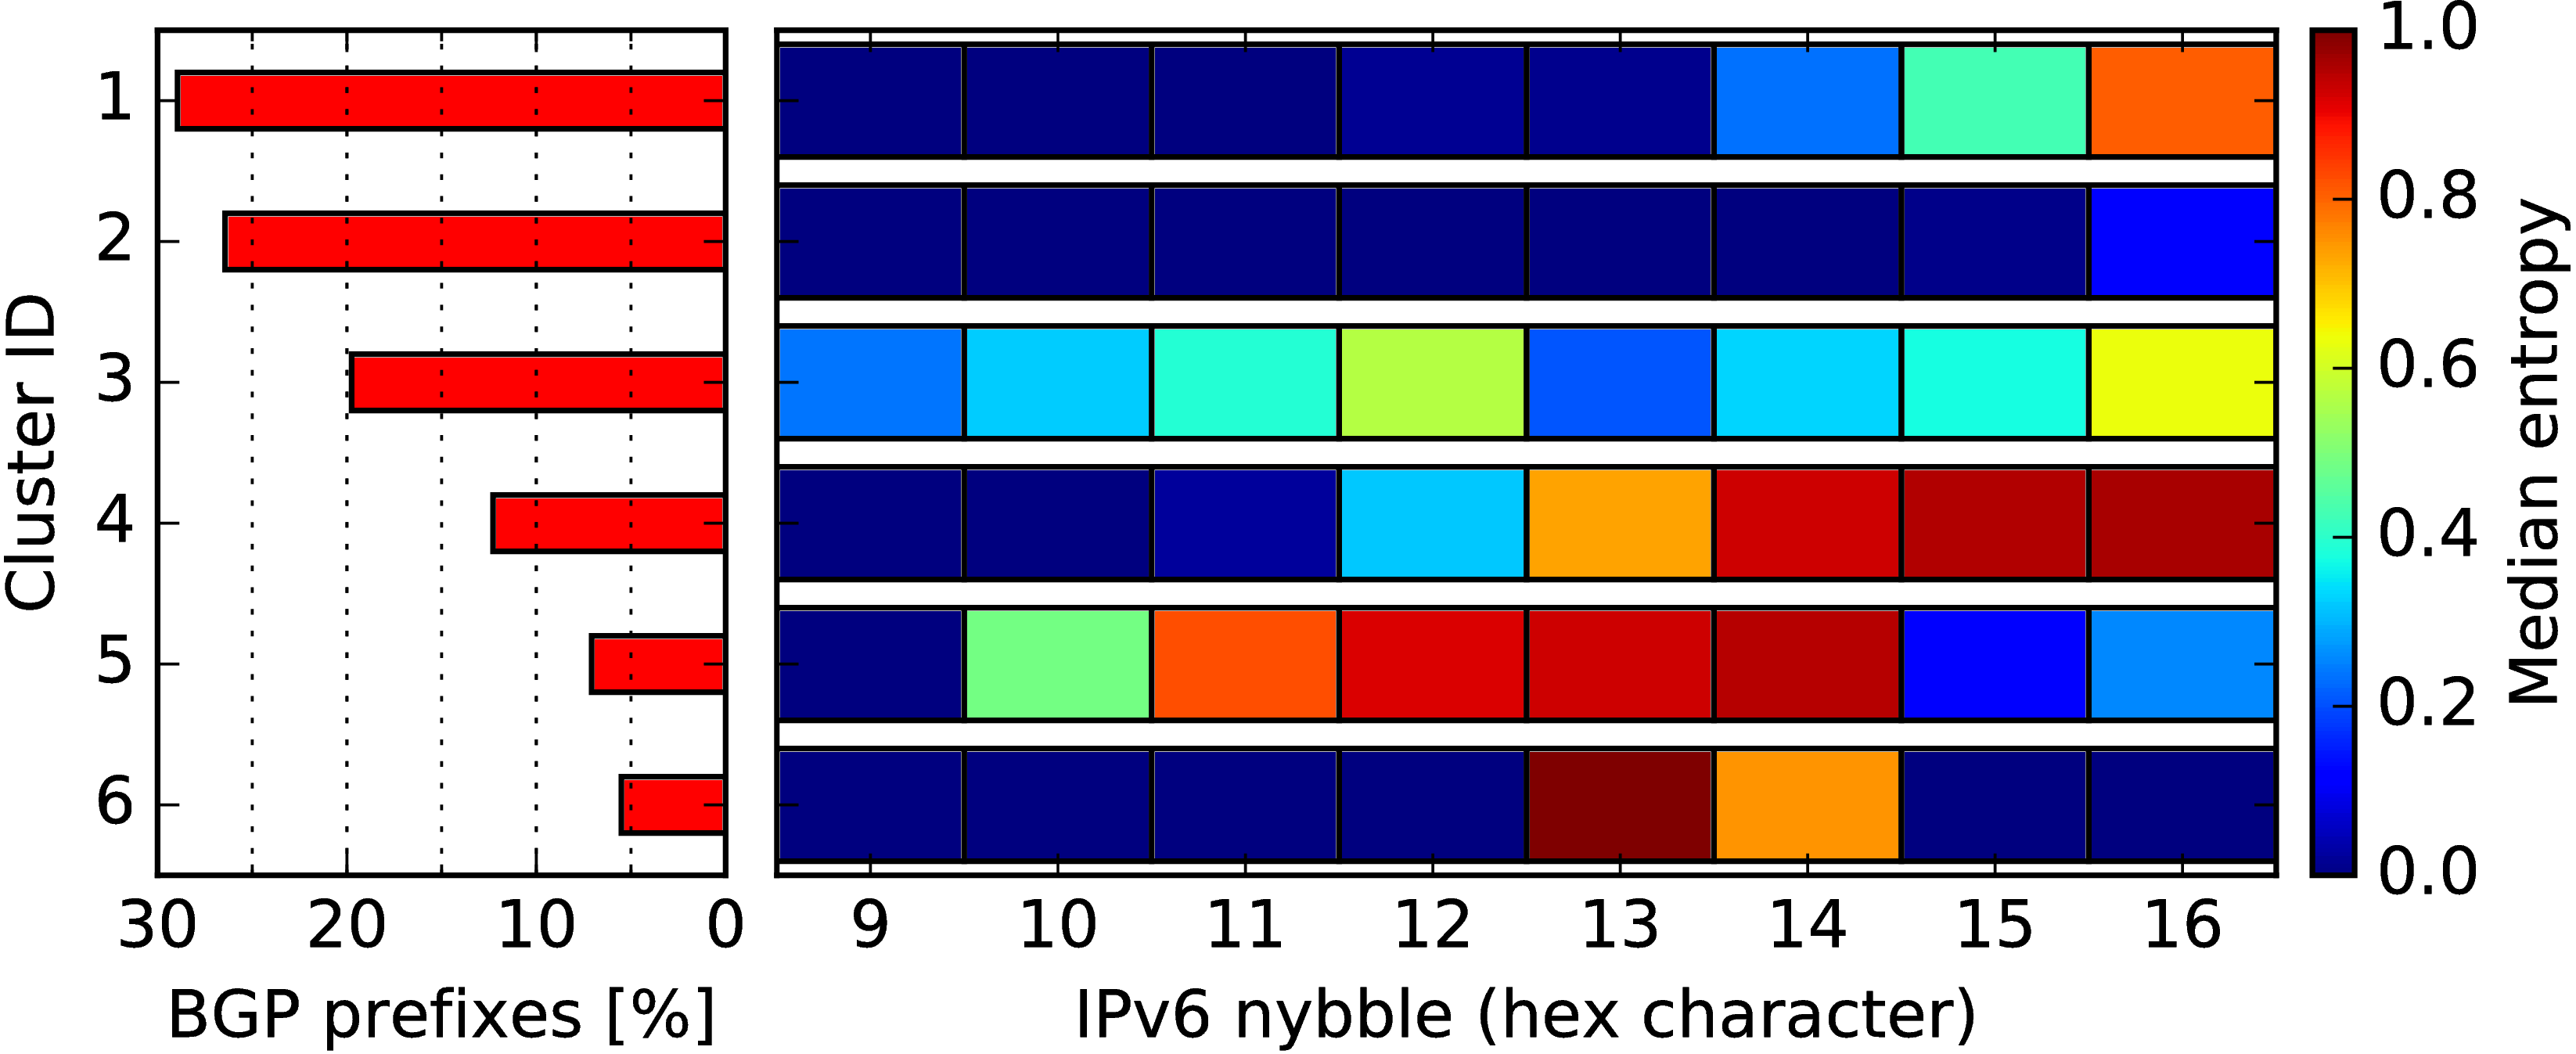 Cluster ID
1
2
3
4
5
6
30 20 10 0
BGP prefixes [%]
9 10 11 12 13 14 15 16
IPv6 nybble (hex character)
1.0
0.8
0.6
0.4
0.2
0.0
Median entropy